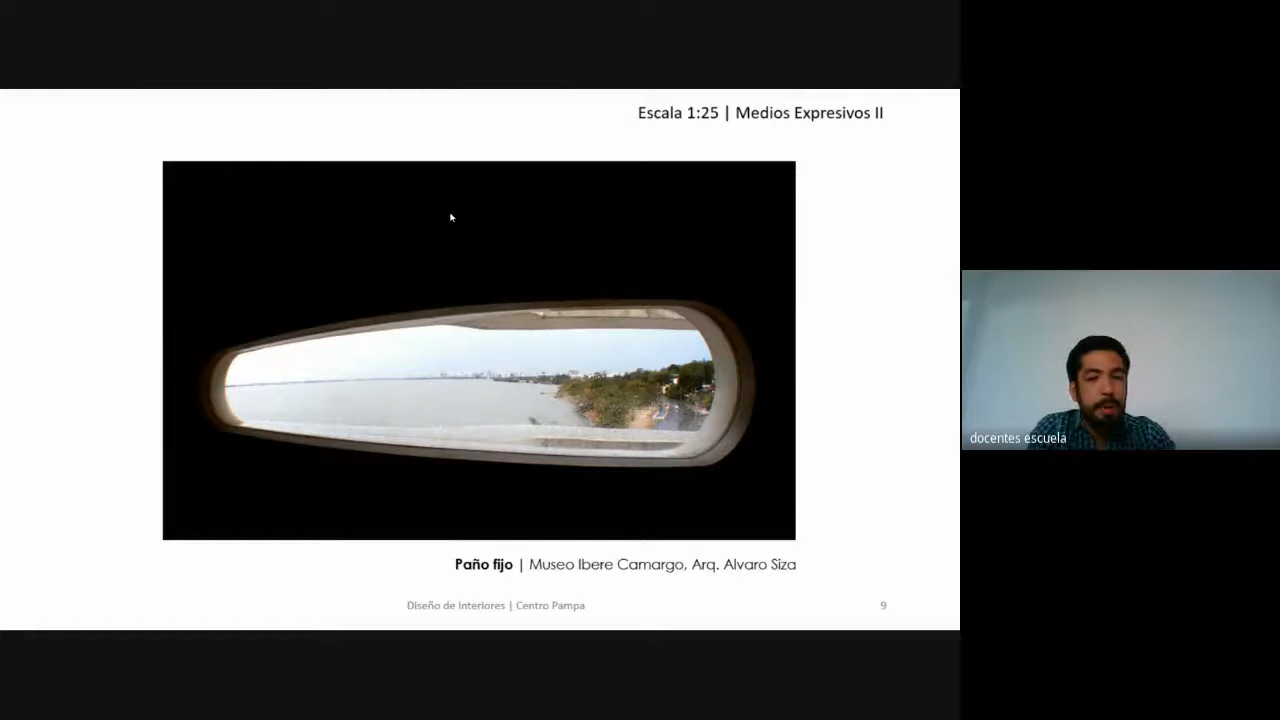 Escala 1:25 | Medios Expresivos II
Paño fijo | Museo Ibere Camargo, Arq. Alvaro Siza
Diseño de Interiores | Centro Pampa
9
docentes escuela